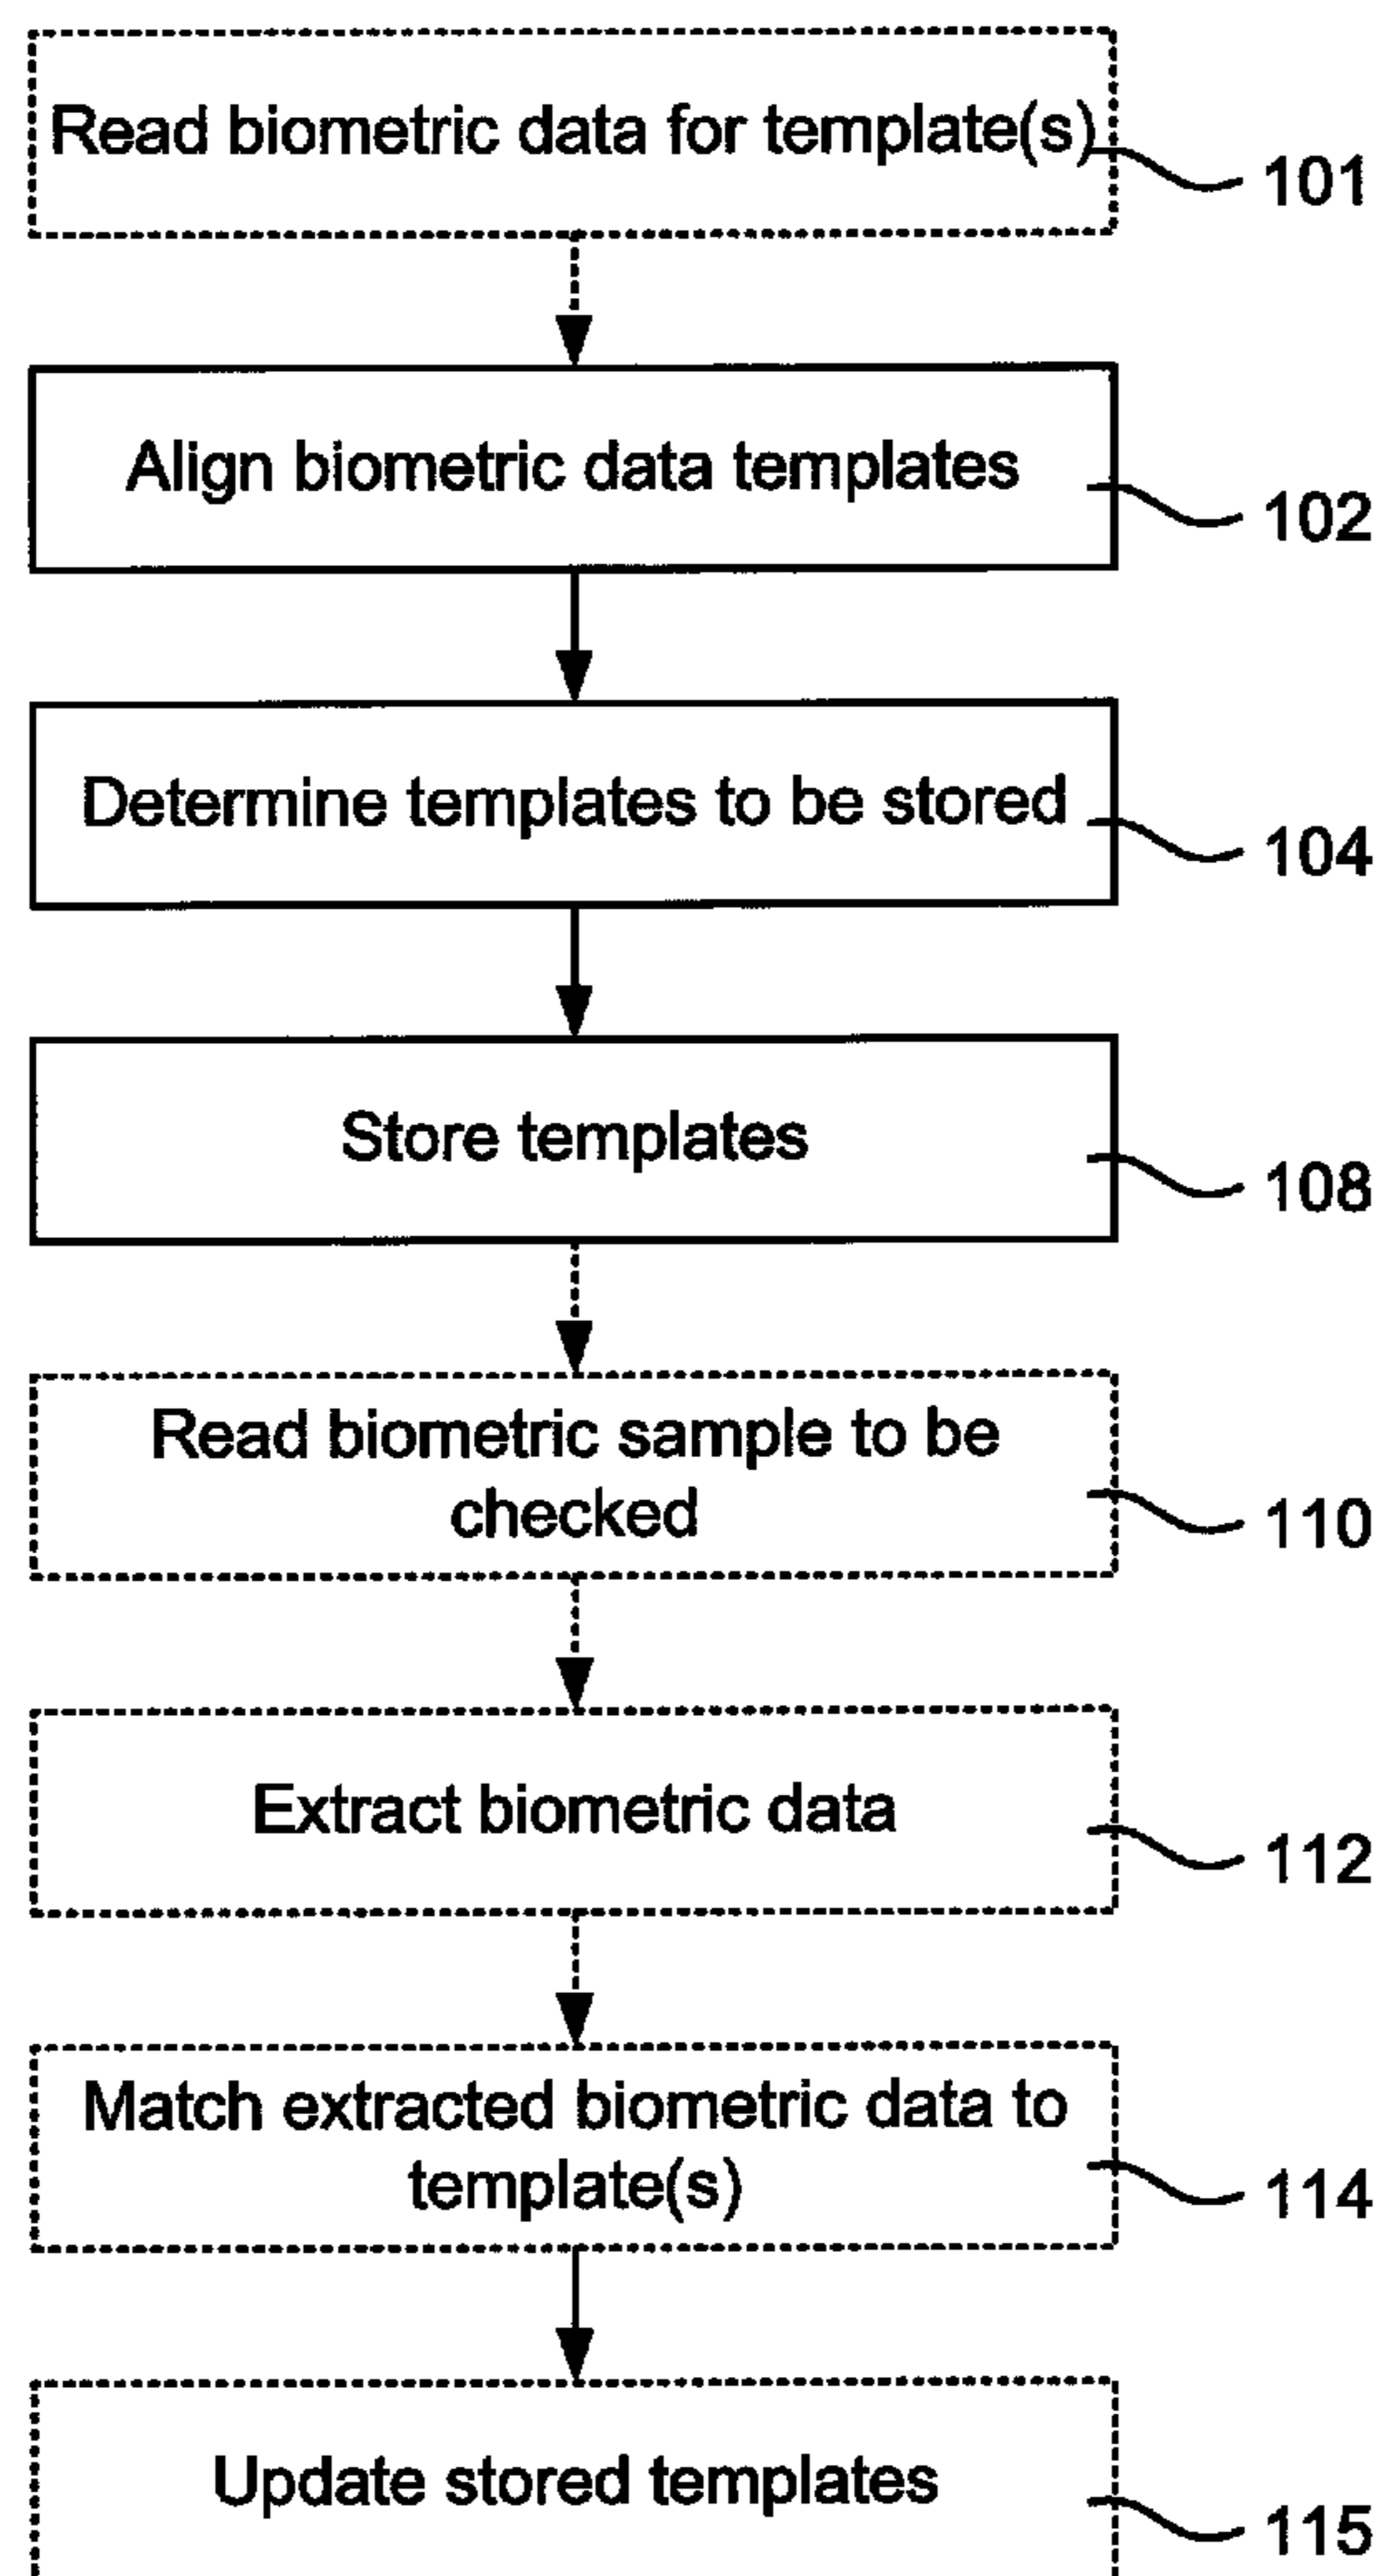 Read biometric data for template(s)
101
Align biometric data templates
102
Determine templates to be stored
104
Store templates
108
Read biometric sample to be
checked
110
Extract biometric data
112
Match extracted biometric data to
template(s)
114
Update stored templates
115